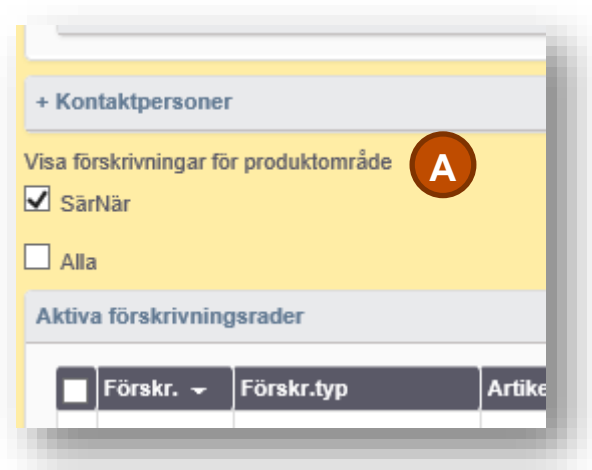 + Kontaktpersoner
Visa förskrivningar för produktområde
A
SärNär
Alla
Aktiva förskrivningsrader
Förskr. Förskr.typ Artike